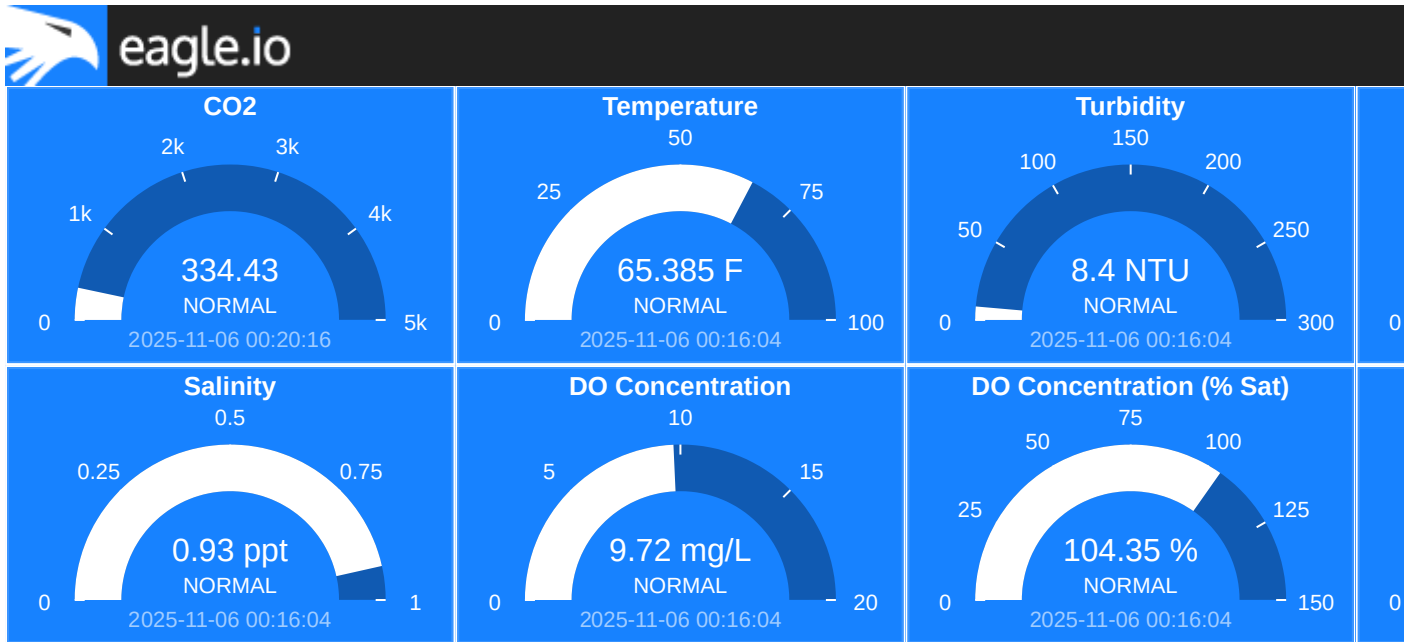 eagle.io
CO2
2k 3k
1k 4k
334.43
NORMAL
0 5k
2025-11-06 00:20:16
Temperature
50
25 75
65.385 F
NORMAL
0 100
2025-11-06 00:16:04
Turbidity
150
100 200
50 250
8.4 NTU
NORMAL
0 300
2025-11-06 00:16:04
0
Salinity
0.5
0.25 0.75
0.93 ppt
NORMAL
0 1
2025-11-06 00:16:04
DO Concentration
10
5 15
9.72 mg/L
NORMAL
0 20
2025-11-06 00:16:04
DO Concentration (% Sat)
75
50 100
25 125
104.35 %
NORMAL
0 150
2025-11-06 00:16:04
0